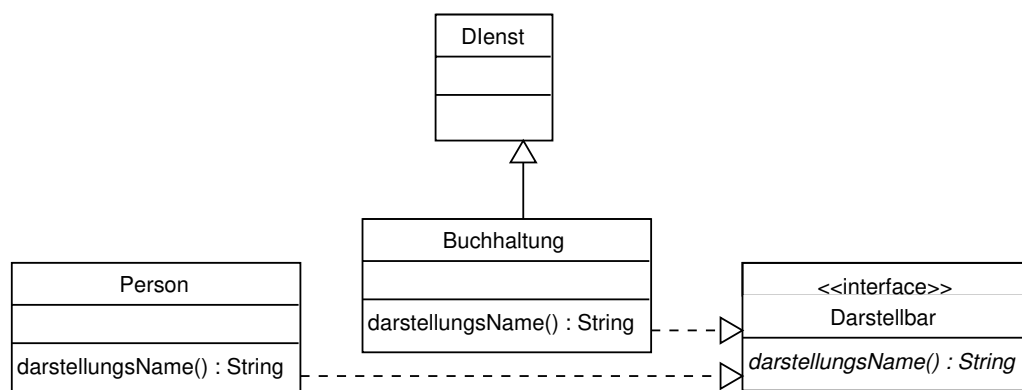 DIenst
Buchhaltung
darstellungsName() : String
Person
darstellungsName() : String
<<interface>>
Darstellbar
darstellungsName() : String